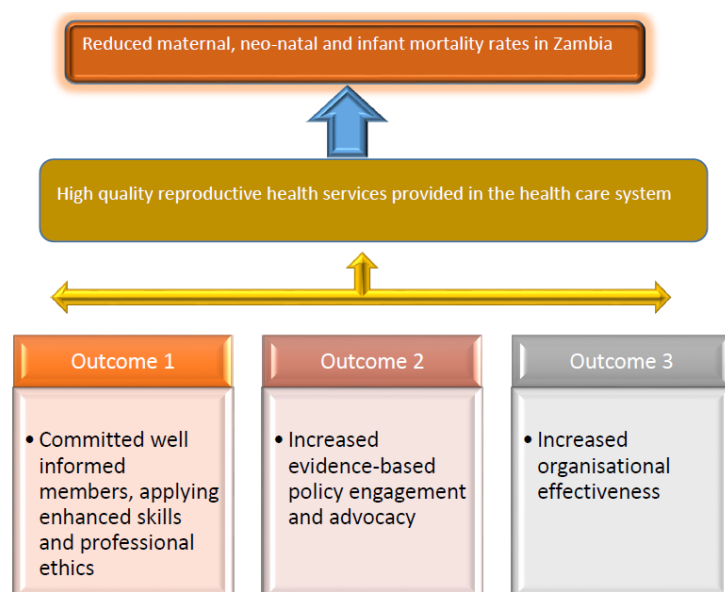 Reduced maternal, neo-natal and infant mortality rates in Zambia
High quality reproductive health services provided in the health care system
Outcome 1
• Committed well
informed
members, applying
enhanced skills
and professional
ethics
Outcome 2
• Increased
evidence-based
policy engagement
and advocacy
Outcome 3
• Increased
organisational
effectiveness